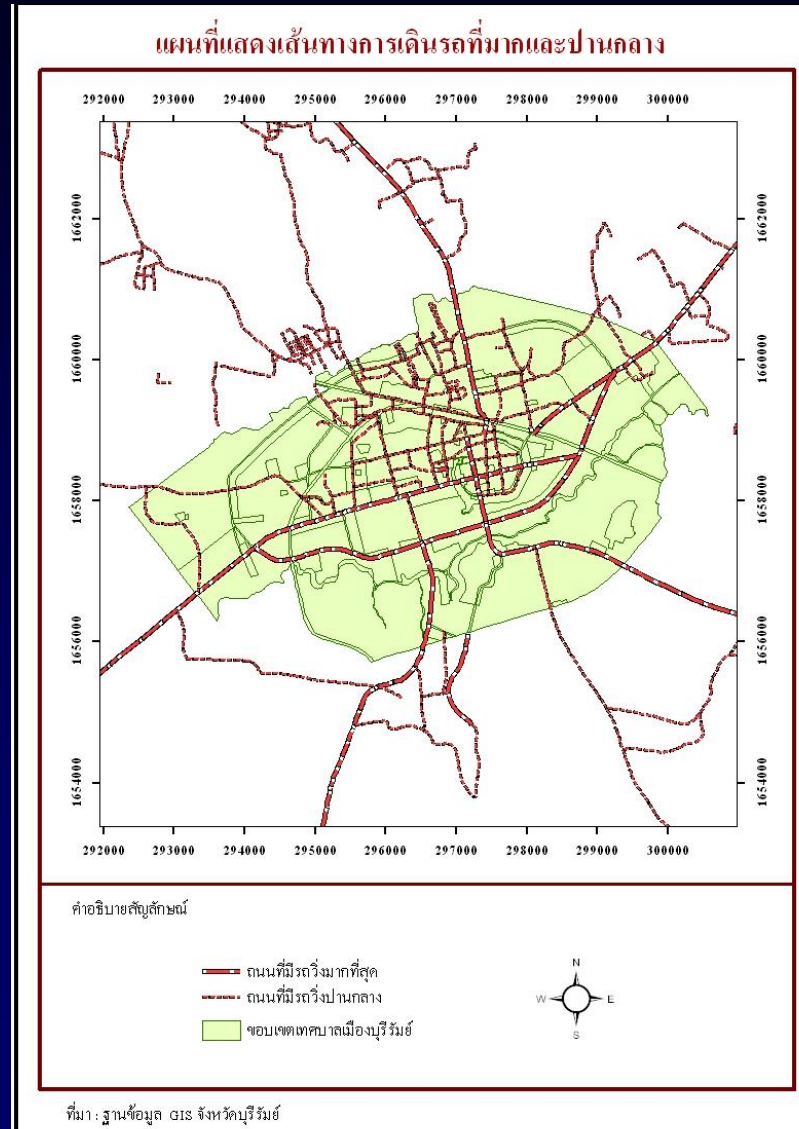 แผนที่แสดงเส้นทางการเดินรถที่มากและปานกลาง
292000 293000 294000 295000 296000 297000 298000 299000 300000
1662000 1662000
1660000 1660000
1658000 1658000
1656000 1656000
1654000 1654000
292000 293000 294000 295000 296000 297000 298000 299000 300000
คำอธิบายสัญลักษณ์
ถนนที่มีรถวิ่งมากที่สุด
ถนนที่มีรถวิ่งปานกลาง
ขอบเขตเทศบาลเมืองบุรีรัมย์
N
W E
S
ที่มา : ฐานข้อมูล GIS จังหวัดบุรีรัมย์